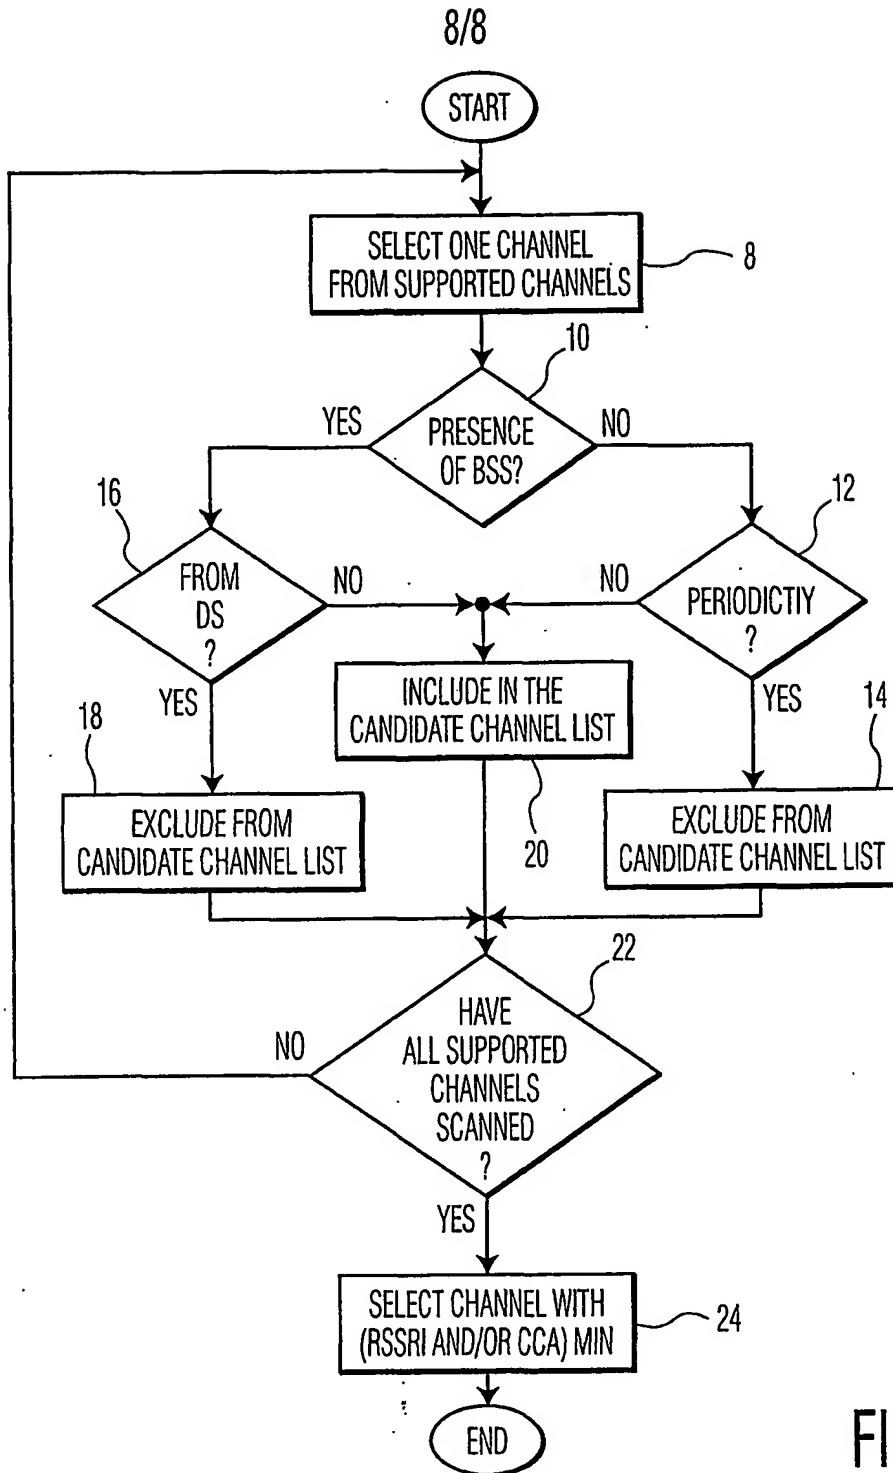 8/8
START
SELECT ONE CHANNEL
FROM SUPPORTED CHANNELS
8
10
YES
PRESENCE
OF BSS?
NO
16
12
FROM
DS
?
NO
NO
PERIODICTIY
?
YES
INCLUDE IN THE
CANDIDATE CHANNEL LIST
YES
18
14
EXCLUDE FROM
CANDIDATE CHANNEL LIST
20
EXCLUDE FROM
CANDIDATE CHANNEL LIST
22
HAVE
ALL SUPPORTED
CHANNELS
SCANNED
?
NO
YES
SELECT CHANNEL WITH
(RSSRI AND/OR CCA) MIN
24
END